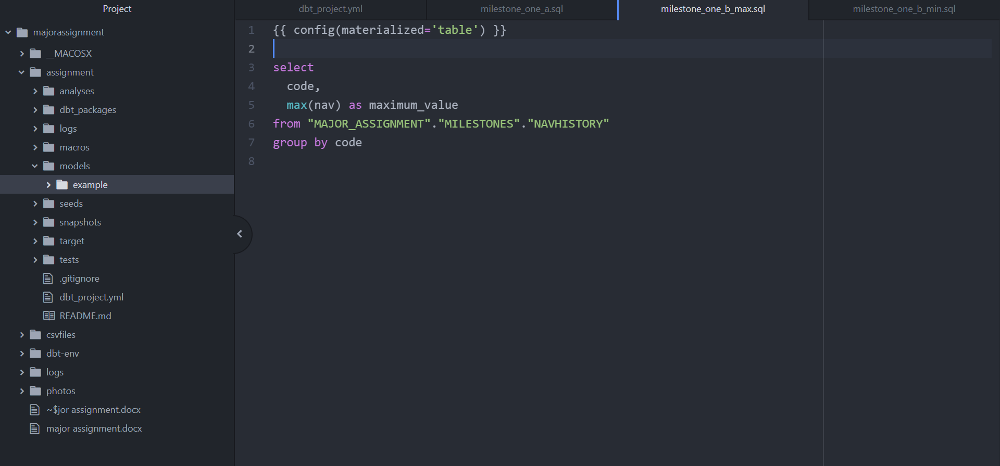 Project
majorassignment
__MACOSX
assignment
analyses
dbt_packages
logs
macros
models
example
seeds
snapshots
target
tests
.gitignore
dbt_project.yml
README.md
csvfiles
dbt-env
logs
photos
~$jor assignment.docx
major assignment.docx
dbt_project.yml milestone_one_a.sql milestone_one_b_max.sql milestone_one_b_min.sql
1 {{ config(materialized='table') }}
2
3 select
4   code,
5   max(nav) as maximum_value
6 from "MAJOR_ASSIGNMENT"."MILESTONES"."NAVHISTORY"
7 group by code
8